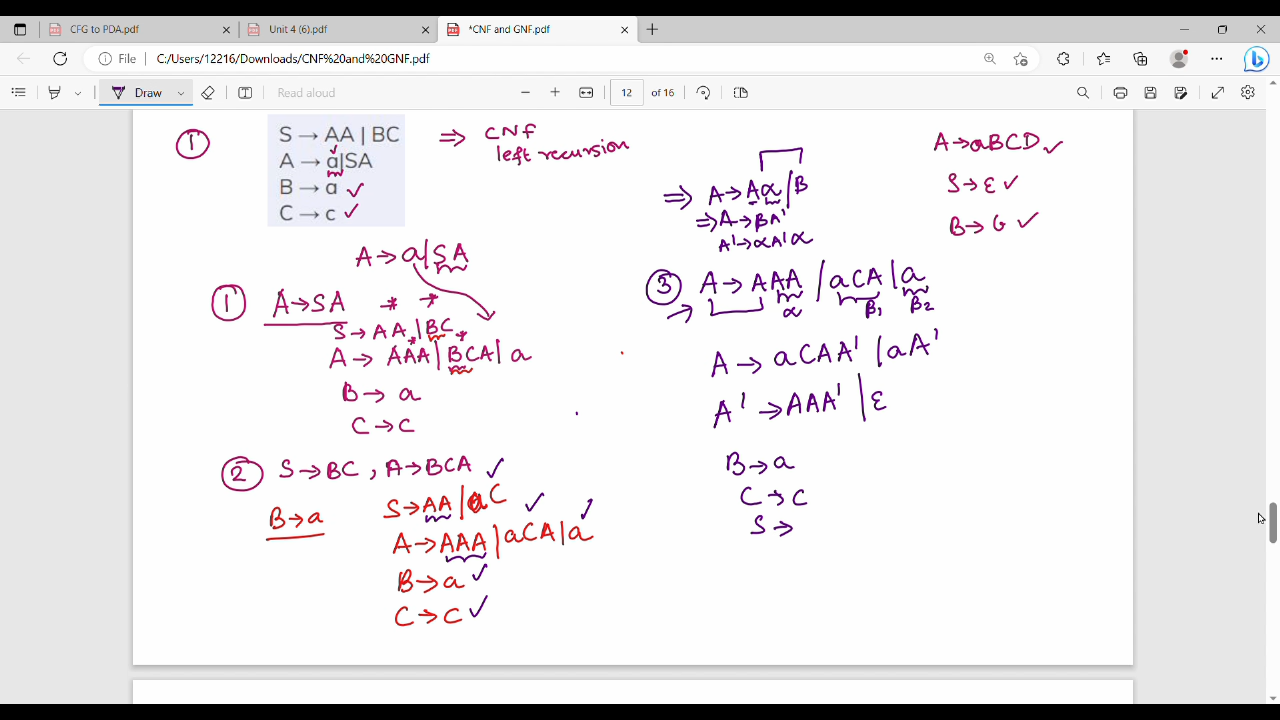 CFG to PDA.pdf
Unit 4 (6).pdf
*CNF and GNF.pdf
File
C:/Users/12216/Downloads/CNF%20and%20GNF.pdf
Draw
Read aloud
12
of 16
①
S → AA | BC
A → a|SA
B → a ✓
C → c ✓
⇒ CNF
left recursion
A → a|SA
① A→SA * *
S→AA|BC
A → AAA|BCA|a
B → a
C → c
② S→BC, A→BCA ✓
B→a
S→AA|aC ✓
A→AAA|aCA|a ✓
B→a ✓
C→C ✓
⇒ A→Aα|B
⇒A→βA'
A'→αA'α
③ A→AAA|aCA|a
α β1 β2
A → aCAA'|aA'
A' →AAA'|ε
B→a
C→c
S→
A→aBCD ✓
S→ε ✓
B→G ✓